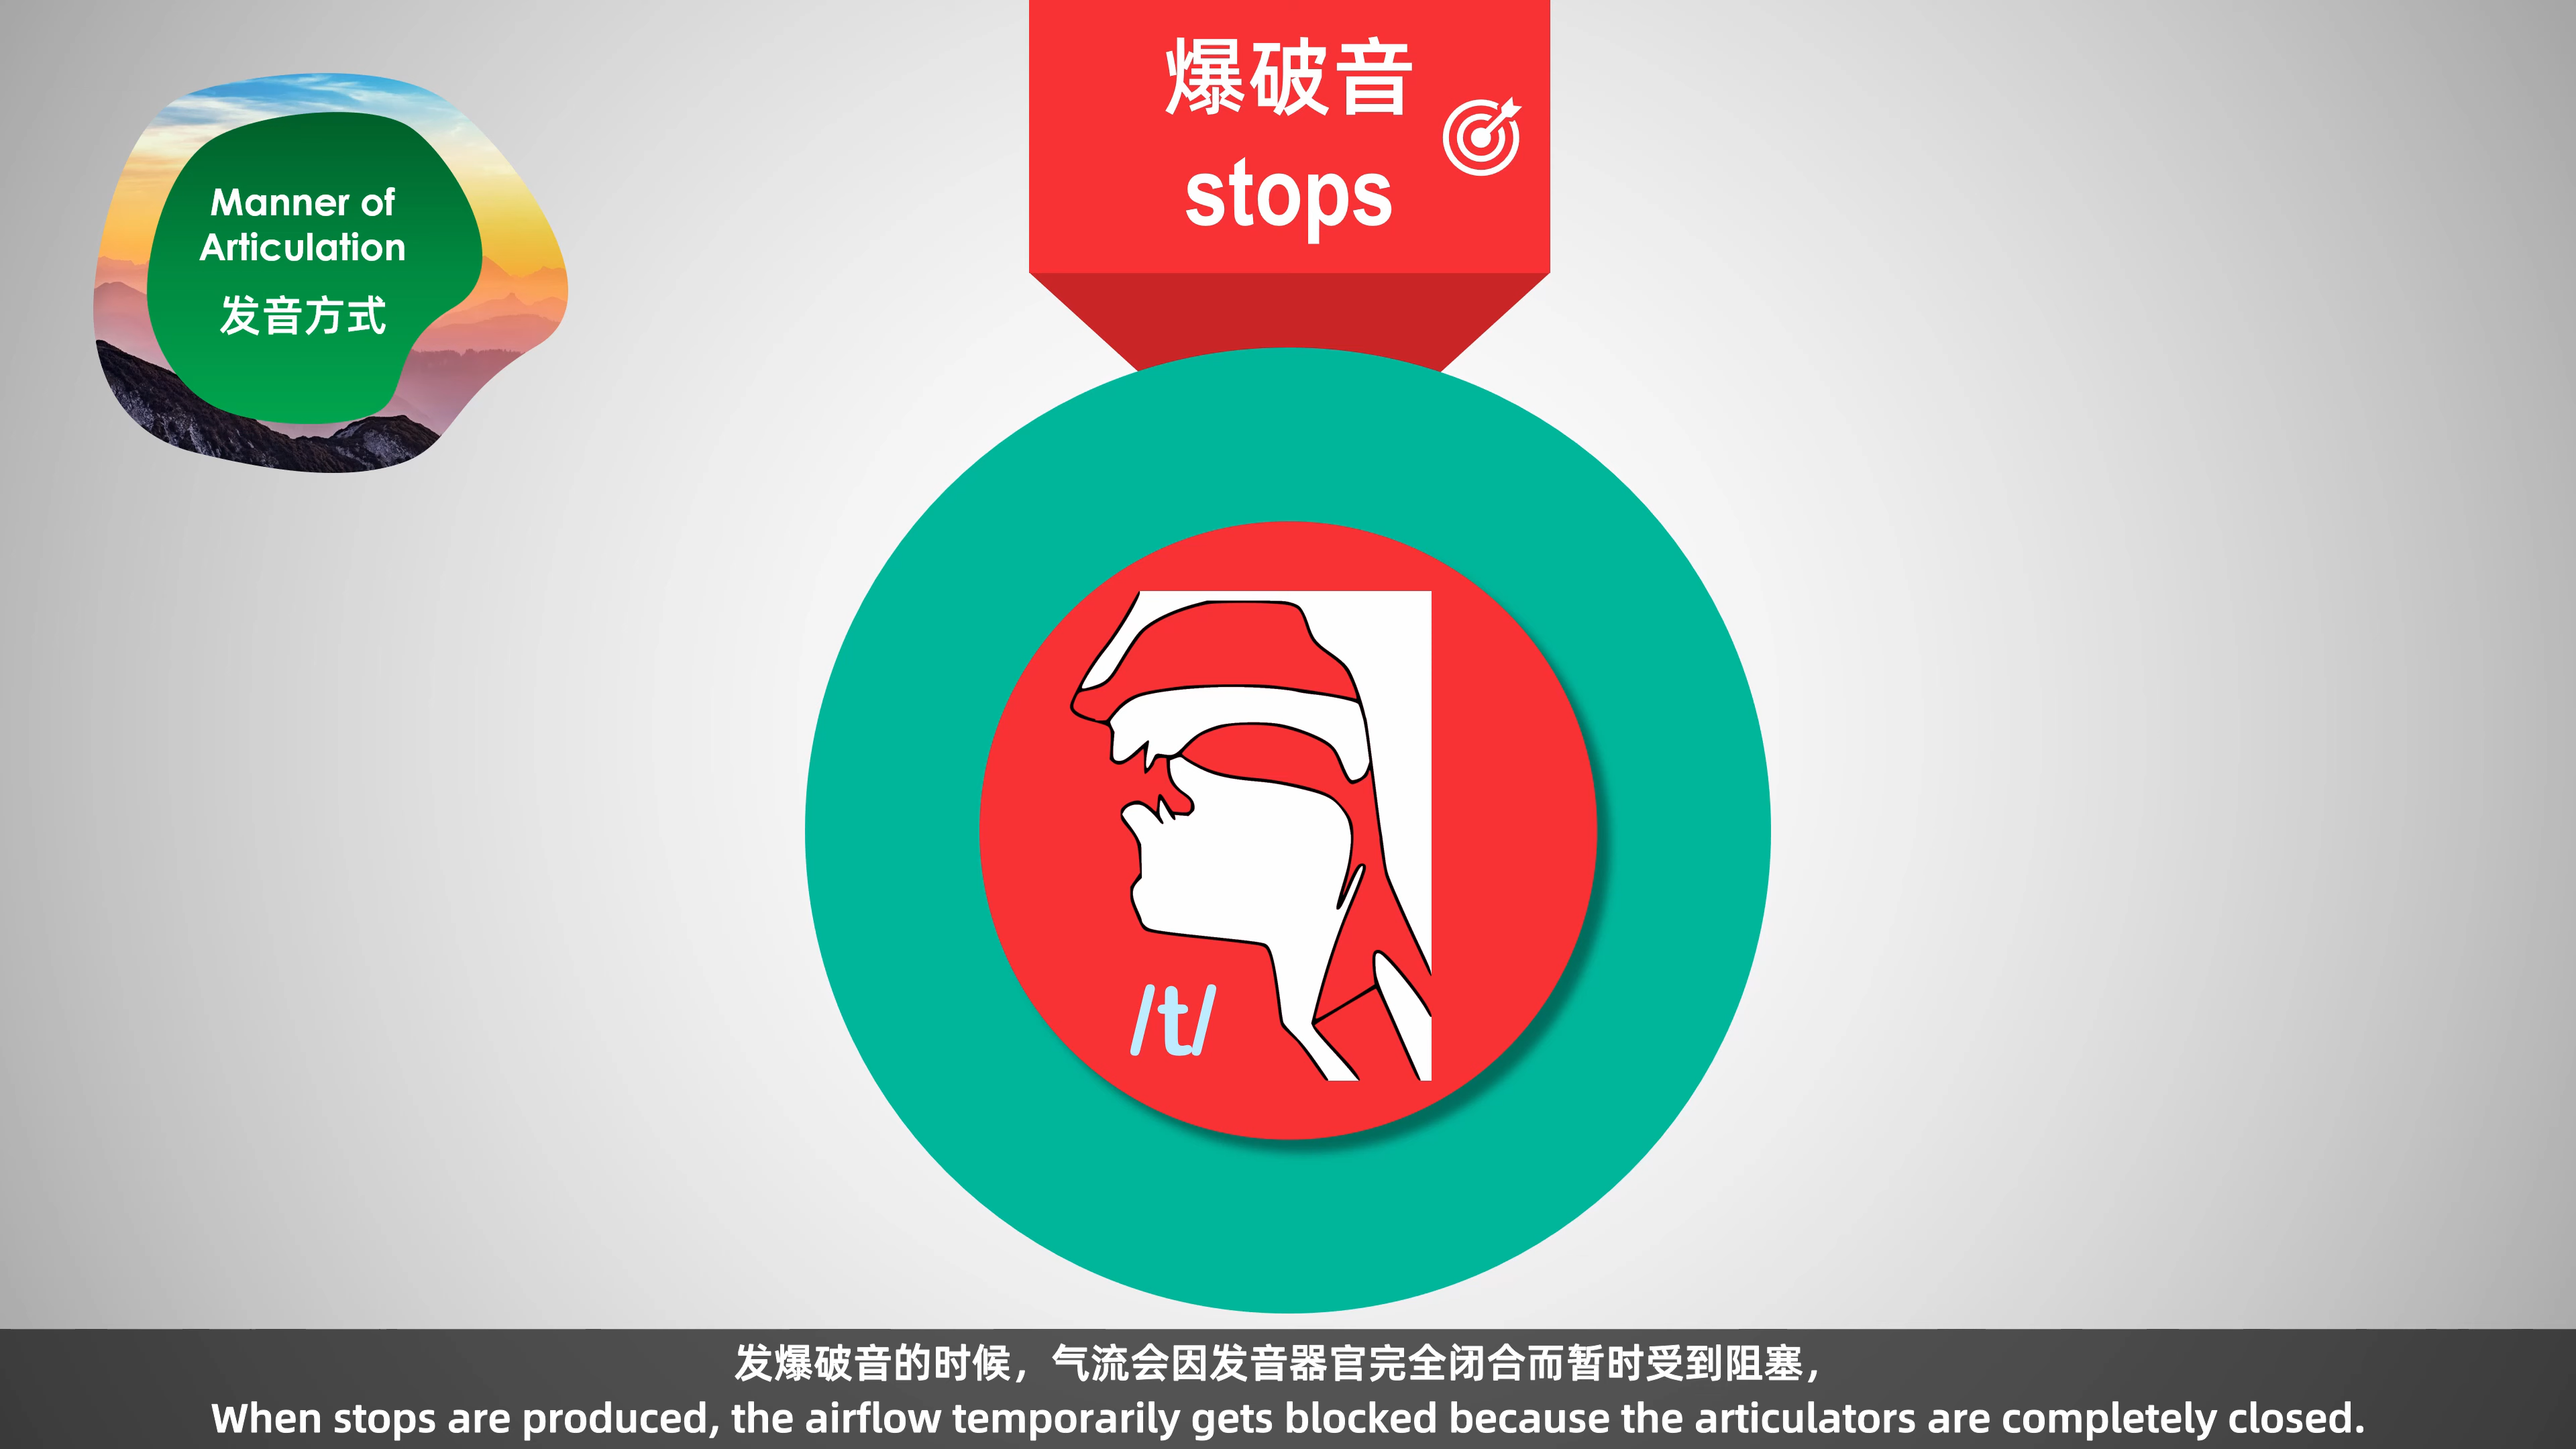 爆破音
stops
Manner of
Articulation
发音方式
/t/
发爆破音的时候，气流会因发音器官完全闭合而暂时受到阻塞，
When stops are produced, the airflow temporarily gets blocked because the articulators are completely closed.